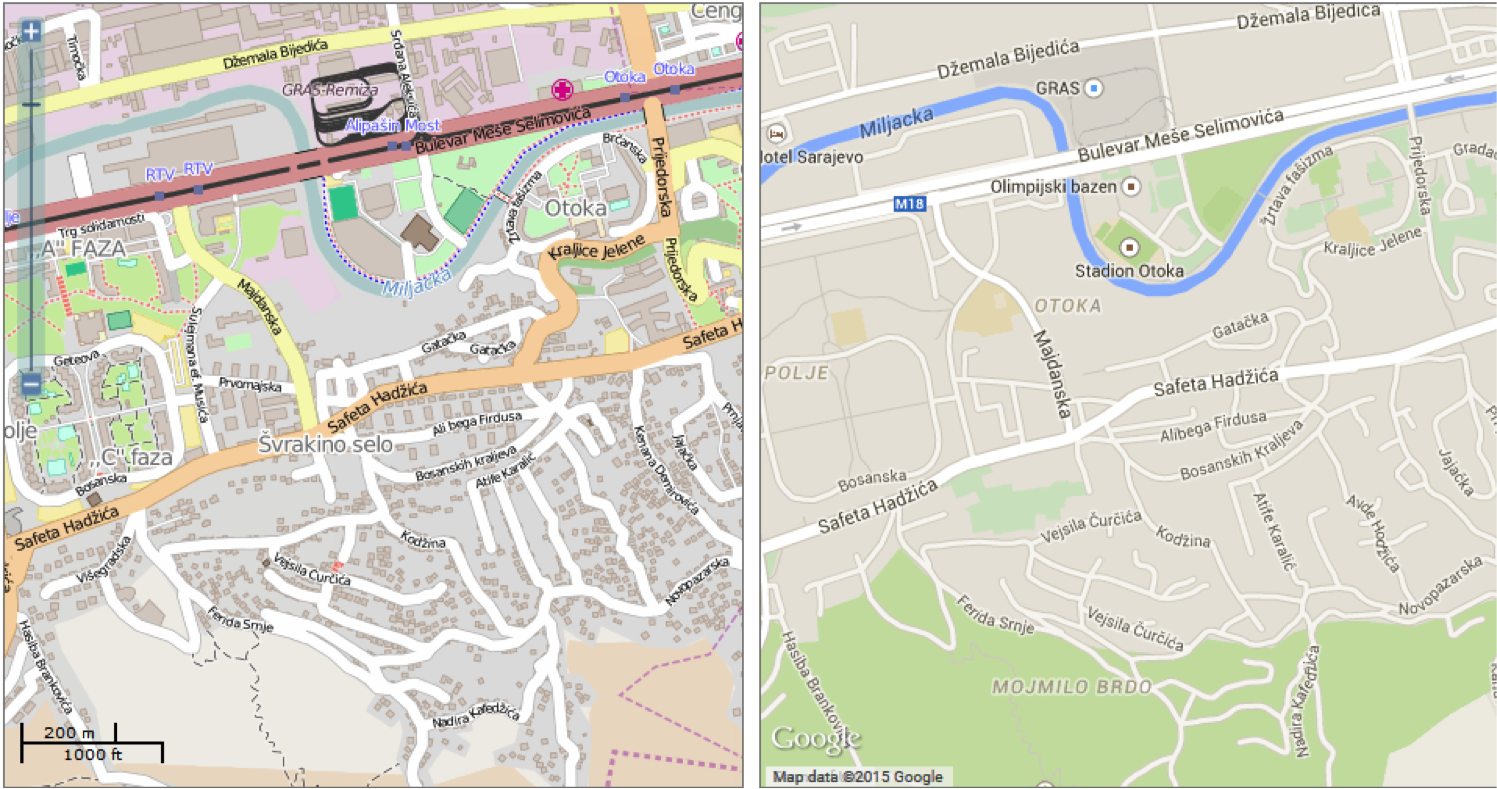 Ceng
Timočka
Džemala Bijedića
Srđana Aleksića
GRAS-Remiza
Otoka
Otoka
Alipašin Most
Bulevar Meše Selimovića
RTV
RTV
Brčanska
Prijedorska
Žrtava fašizma
Otoka
Trg solidarnosti
„A" FAZA
Kraljice Jelene
Prijedorska
Miljacka
Majdanska
Sulejmana ef. Musića
Gatačka
Gatačka
Safeta H
Geteova
Prvomajska
Safeta Hadžića
Ali bega Firdusa
olje
Švrakino selo
„C" faza
Bosanska
Bosanskih kraljeva
Atife Karalić
Kenana Demirovića
Jajačka
Prnja
Safeta Hadžića
Kodžina
Višegradska
Vejsila Ćurčića
Novopazarska
Ferida Srnje
Hasiba Brankovića
Nadira Kafedžića
200 m
1000 ft
Džemala Bijedića
Džemala Bijedića
GRAS
Miljacka
Hotel Sarajevo
Bulevar Meše Selimovića
Olimpijski bazen
M18
Žrtava fašizma
Prijedorska
Gradač
Kraljice Jelene
Stadion Otoka
OTOKA
Gatačka
Majdanska
POLJE
Safeta Hadžića
Alibega Firdusa
Bosanskih Kraljeva
Bosanska
Jajačka
Safeta Hadžića
Vejsila Ćurčića
Kodžina
Atife Karalić
Avde Hodžića
Novopazarska
Ferida Srnje
Vejsila Ćurčića
Hasiba Brankovića
MOJMILO BRDO
Nadira Kafedžića
Google
Map data ©2015 Google